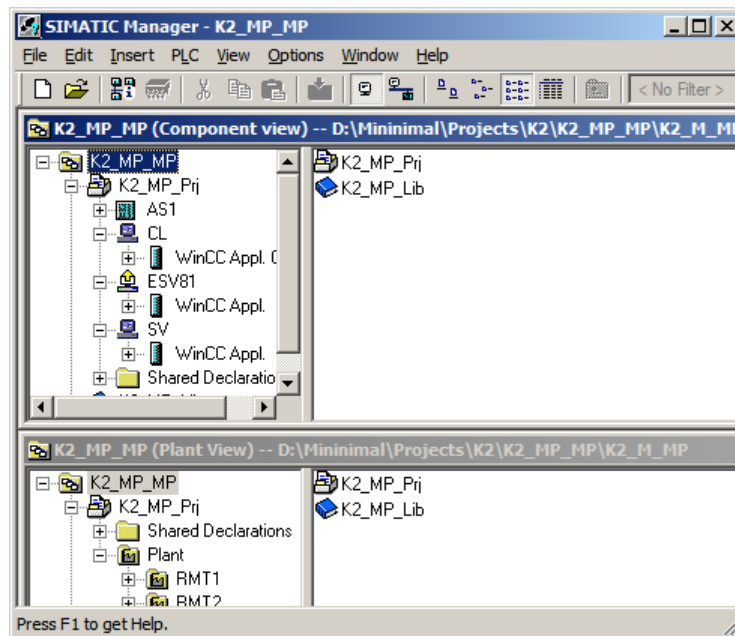 SIMATIC Manager - K2_MP_MP
File Edit Insert PLC View Options Window Help
< No Filter >
K2_MP_MP (Component view) -- D:\Mininimal\Projects\K2\K2_MP_MP\K2_M_MP
K2_MP_MP
K2_MP_Prj
AS1
CL
WinCC Appl.
ESV81
WinCC Appl.
SV
WinCC Appl.
Shared Declaratio
K2_MP_Prj
K2_MP_Lib
K2_MP_MP (Plant View) -- D:\Mininimal\Projects\K2\K2_MP_MP\K2_M_MP
K2_MP_MP
K2_MP_Prj
Shared Declarations
Plant
RMT1
RMT2
K2_MP_Prj
K2_MP_Lib
Press F1 to get Help.